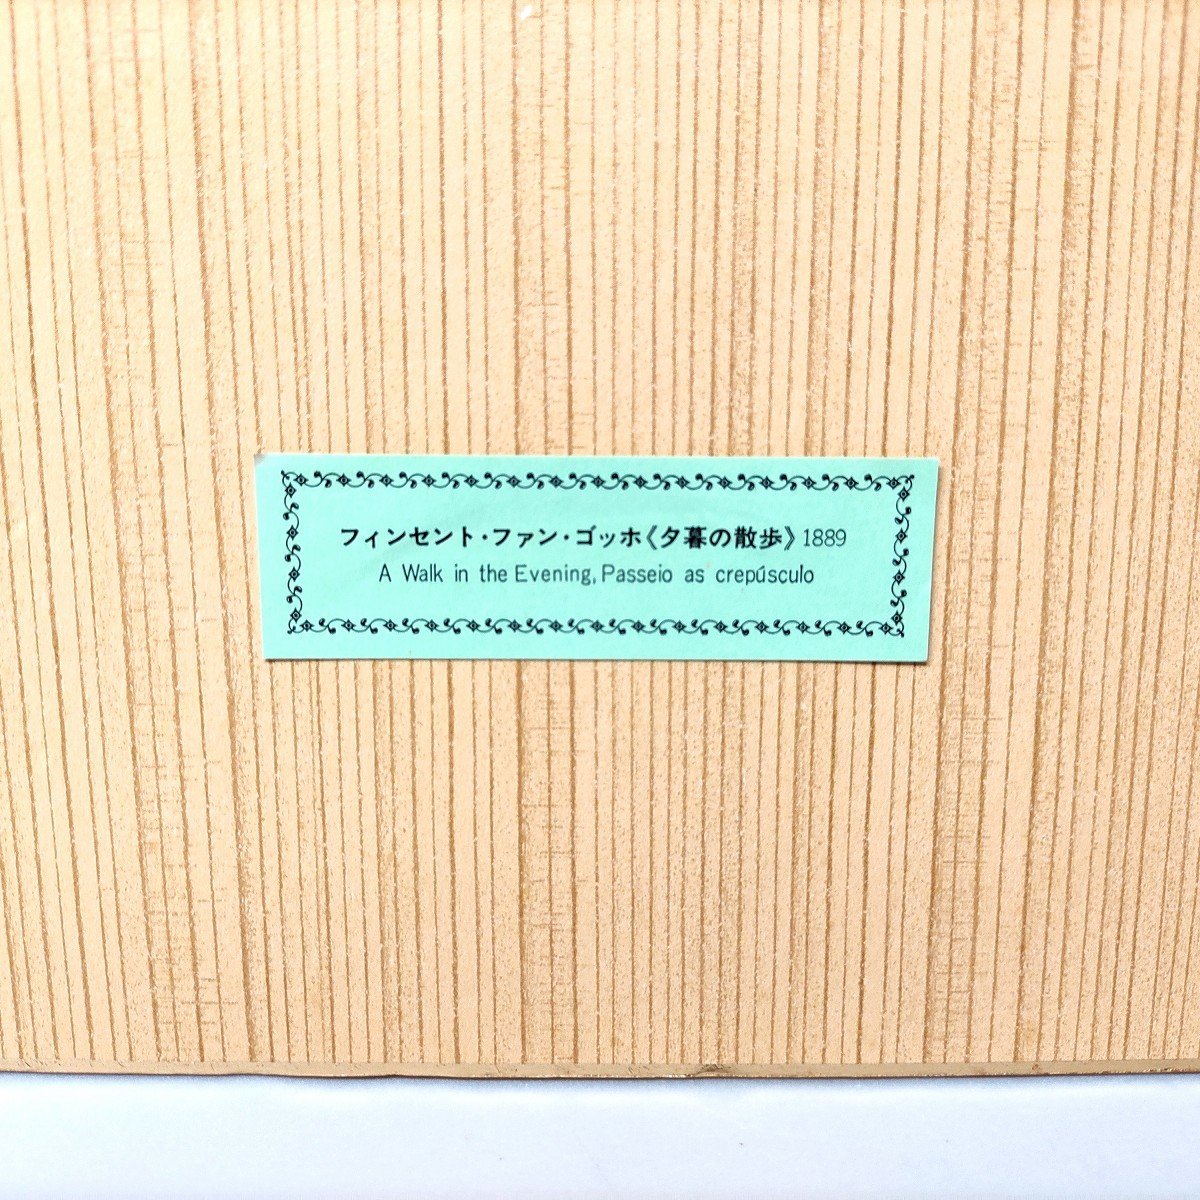 フィンセント・ファン・ゴッホ《夕暮の散歩》1889
A Walk in the Evening, Passeio as crepúsculo